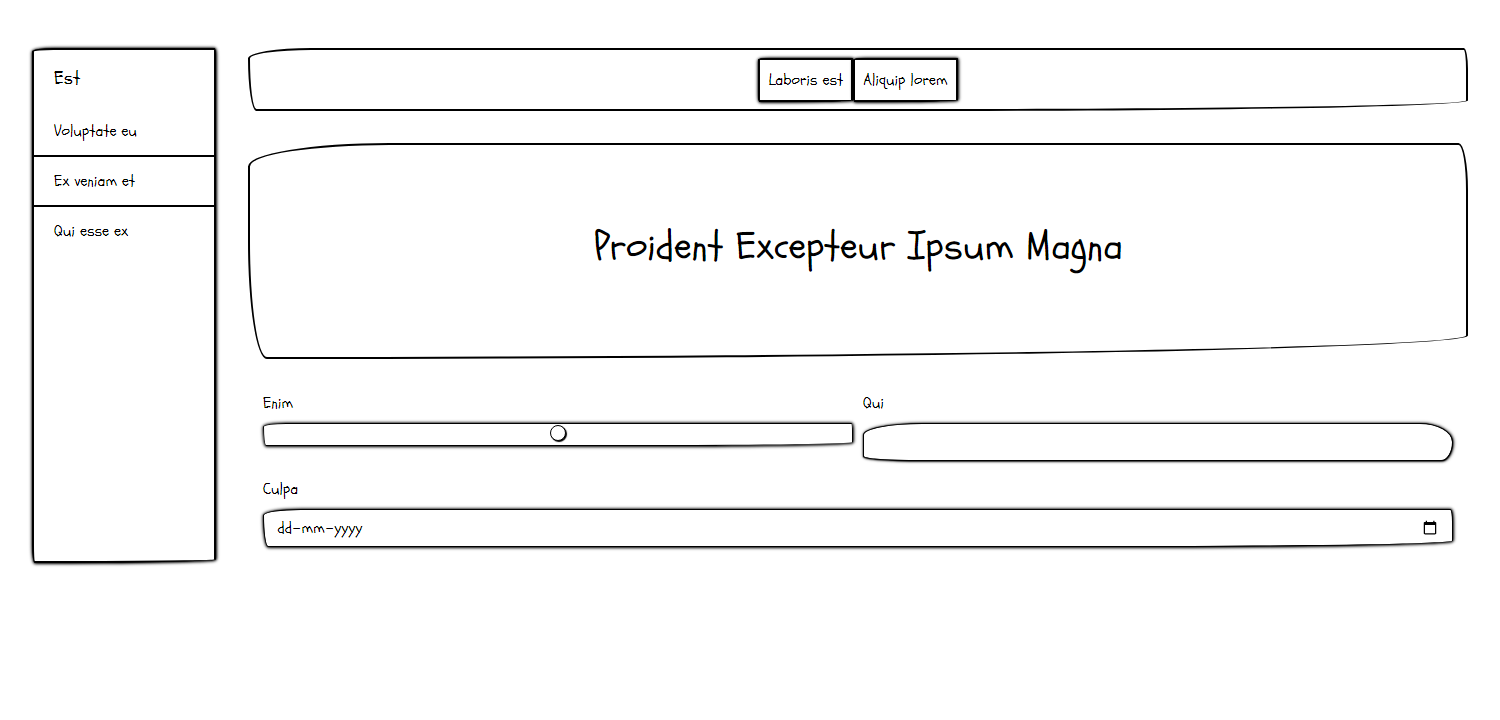 Est
Voluptate eu
Ex veniam et
Qui esse ex
Laboris est
Aliquip lorem
Proident Excepteur Ipsum Magna
Enim
Qui
Culpa
dd-mm-yyyy